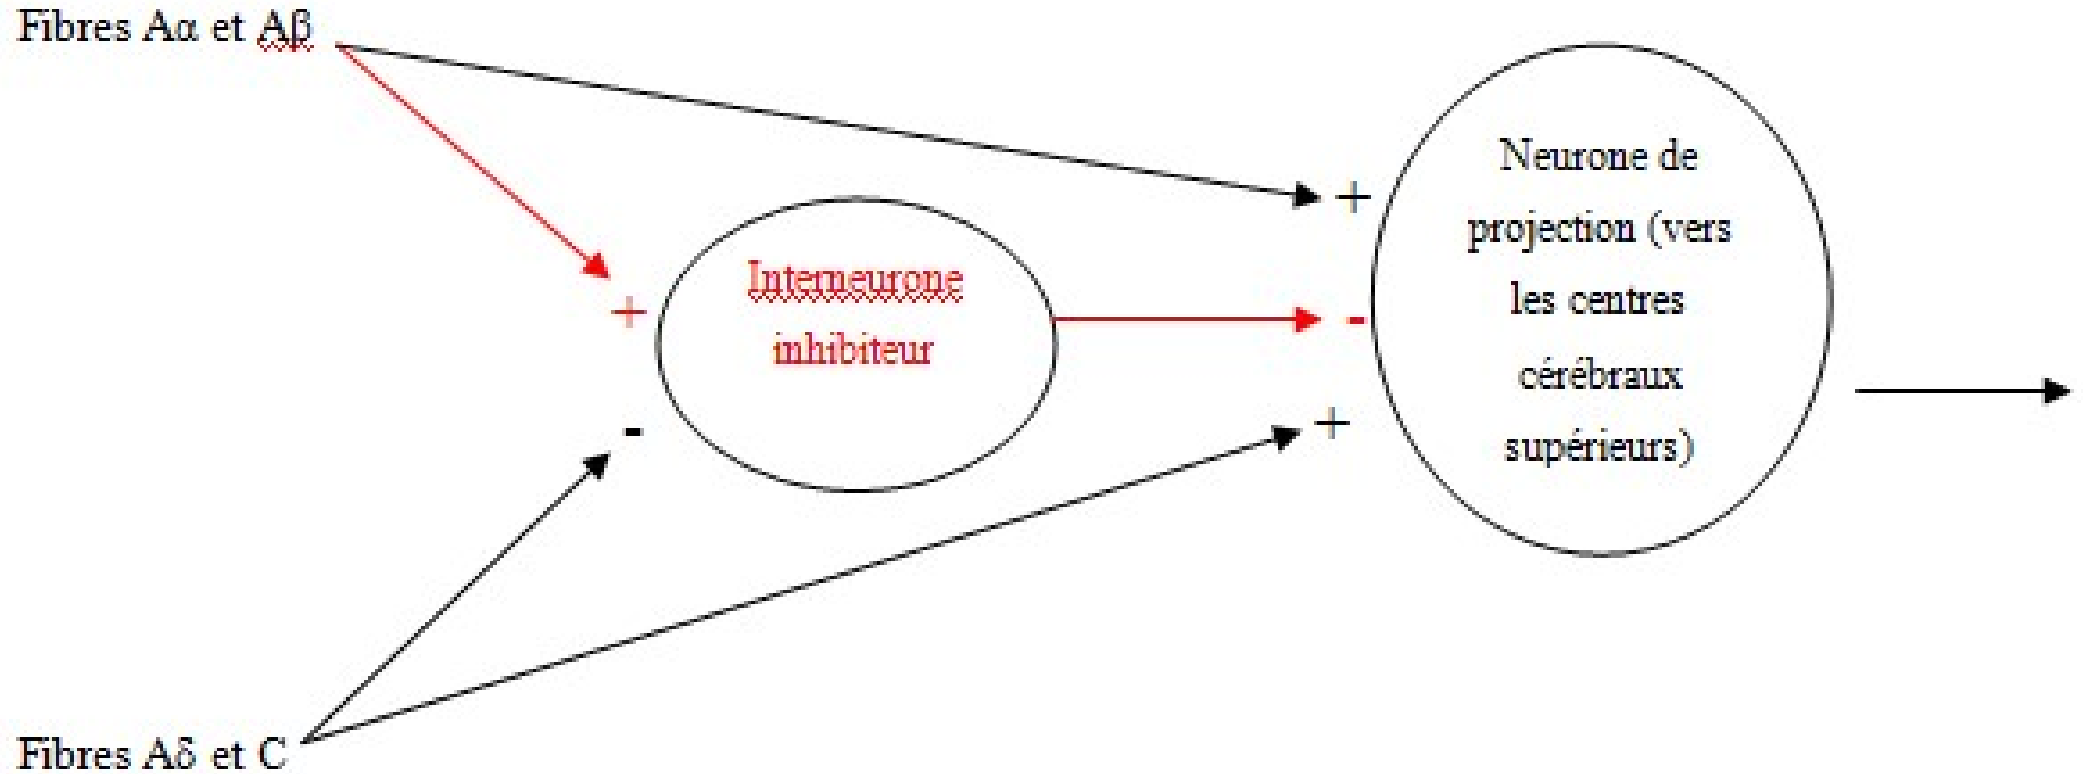 Fibres Aα et Aβ
+
Neurone de
projection (vers
les centres
cérébraux
supérieurs)
Interneurone
inhibiteur
+
-
-
+
Fibres Aδ et C